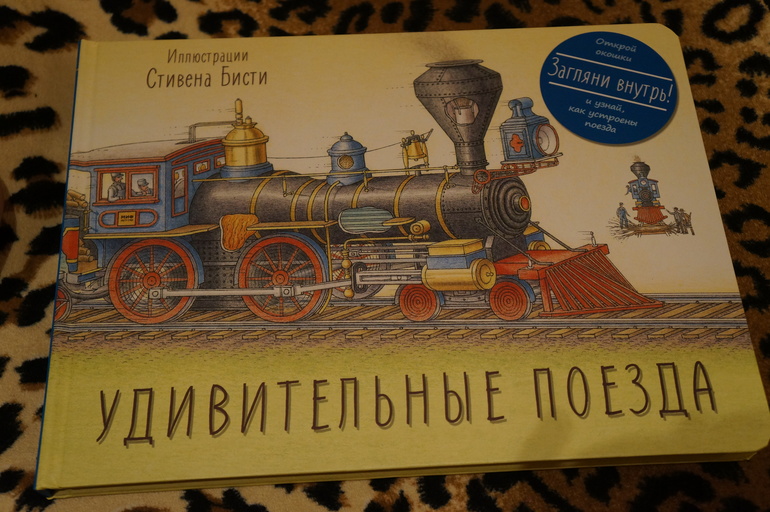 Иллюстрации
Стивена Бисти
Открой
окошки
Загляни внутрь!
и узнай,
как устроены
поезда
УДИВИТЕЛЬНЫЕ ПОЕЗДА